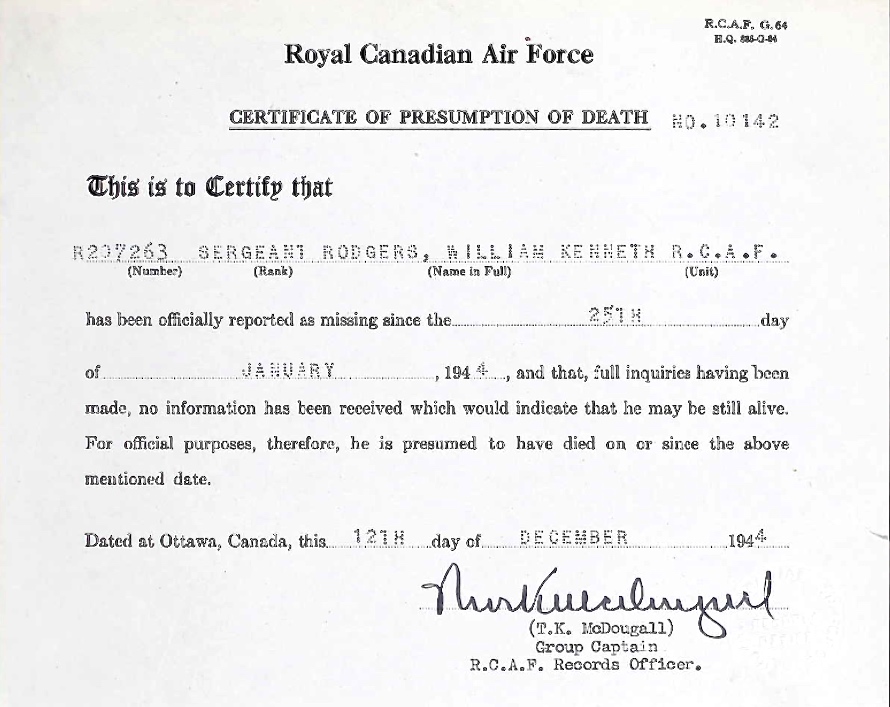 R.C.A.F. G.64
H.Q. 885-G-64
Royal Canadian Air Force
CERTIFICATE OF PRESUMPTION OF DEATH NO.10142
This is to Certify that
R207263 SERGEANT RODGERS, WILLIAM KENNETH R.C.A.F.
(Number) (Rank) (Name in Full) (Unit)
has been officially reported as missing since the 25TH day
of JANUARY, 1944, and that, full inquiries having been
made, no information has been received which would indicate that he may be still alive.
For official purposes, therefore, he is presumed to have died on or since the above
mentioned date.
Dated at Ottawa, Canada, this 12TH day of DECEMBER 1944
(T.K. McDougall)
Group Captain
R.C.A.F. Records Officer.